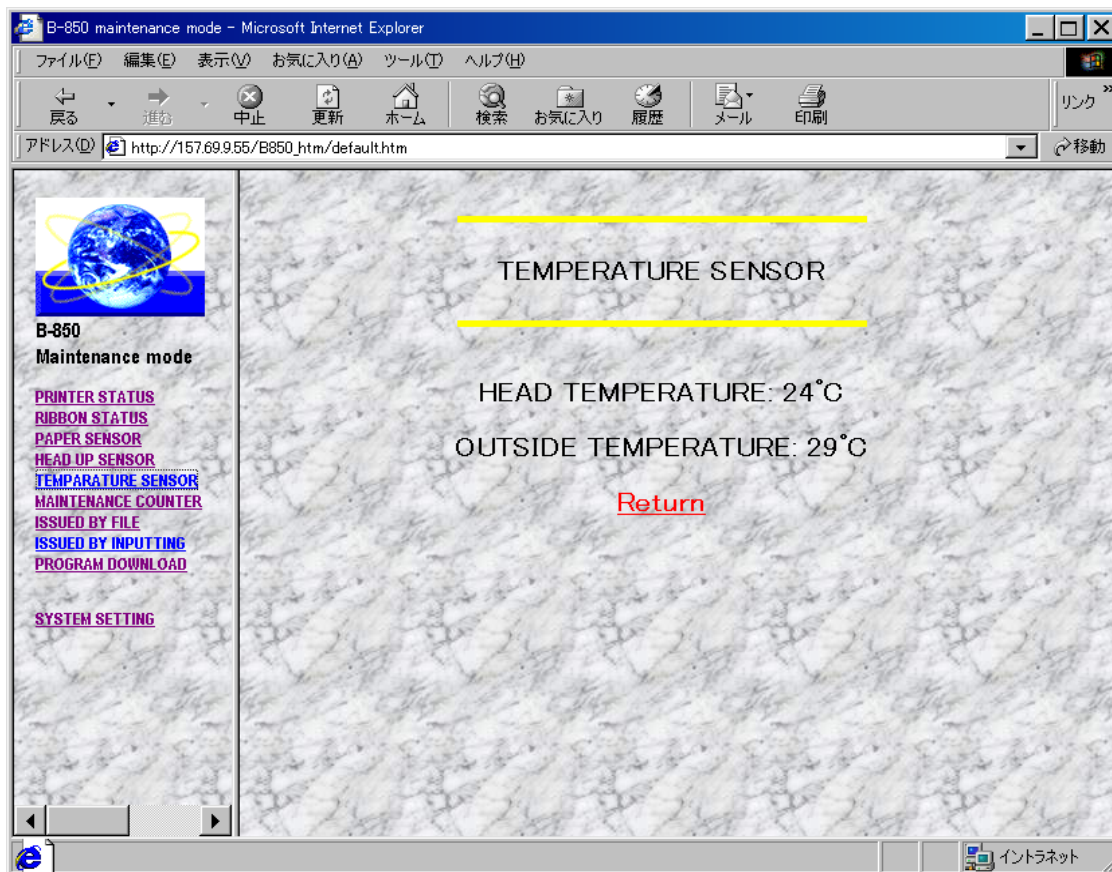 B-850 maintenance mode - Microsoft Internet Explorer
ファイル(F) 編集(E) 表示(V) お気に入り(A) ツール(T) ヘルプ(H)
戻る 進む 中止 更新 ホーム 検索 お気に入り 履歴 メール 印刷 リンク »
アドレス(D) http://157.69.9.55/B850_htm/default.htm 移動
B-850
Maintenance mode
PRINTER STATUS
RIBBON STATUS
PAPER SENSOR
HEAD UP SENSOR
TEMPARATURE SENSOR
MAINTENANCE COUNTER
ISSUED BY FILE
ISSUED BY INPUTTING
PROGRAM DOWNLOAD
SYSTEM SETTING
TEMPERATURE SENSOR
HEAD TEMPERATURE: 24°C
OUTSIDE TEMPERATURE: 29°C
Return
イントラネット